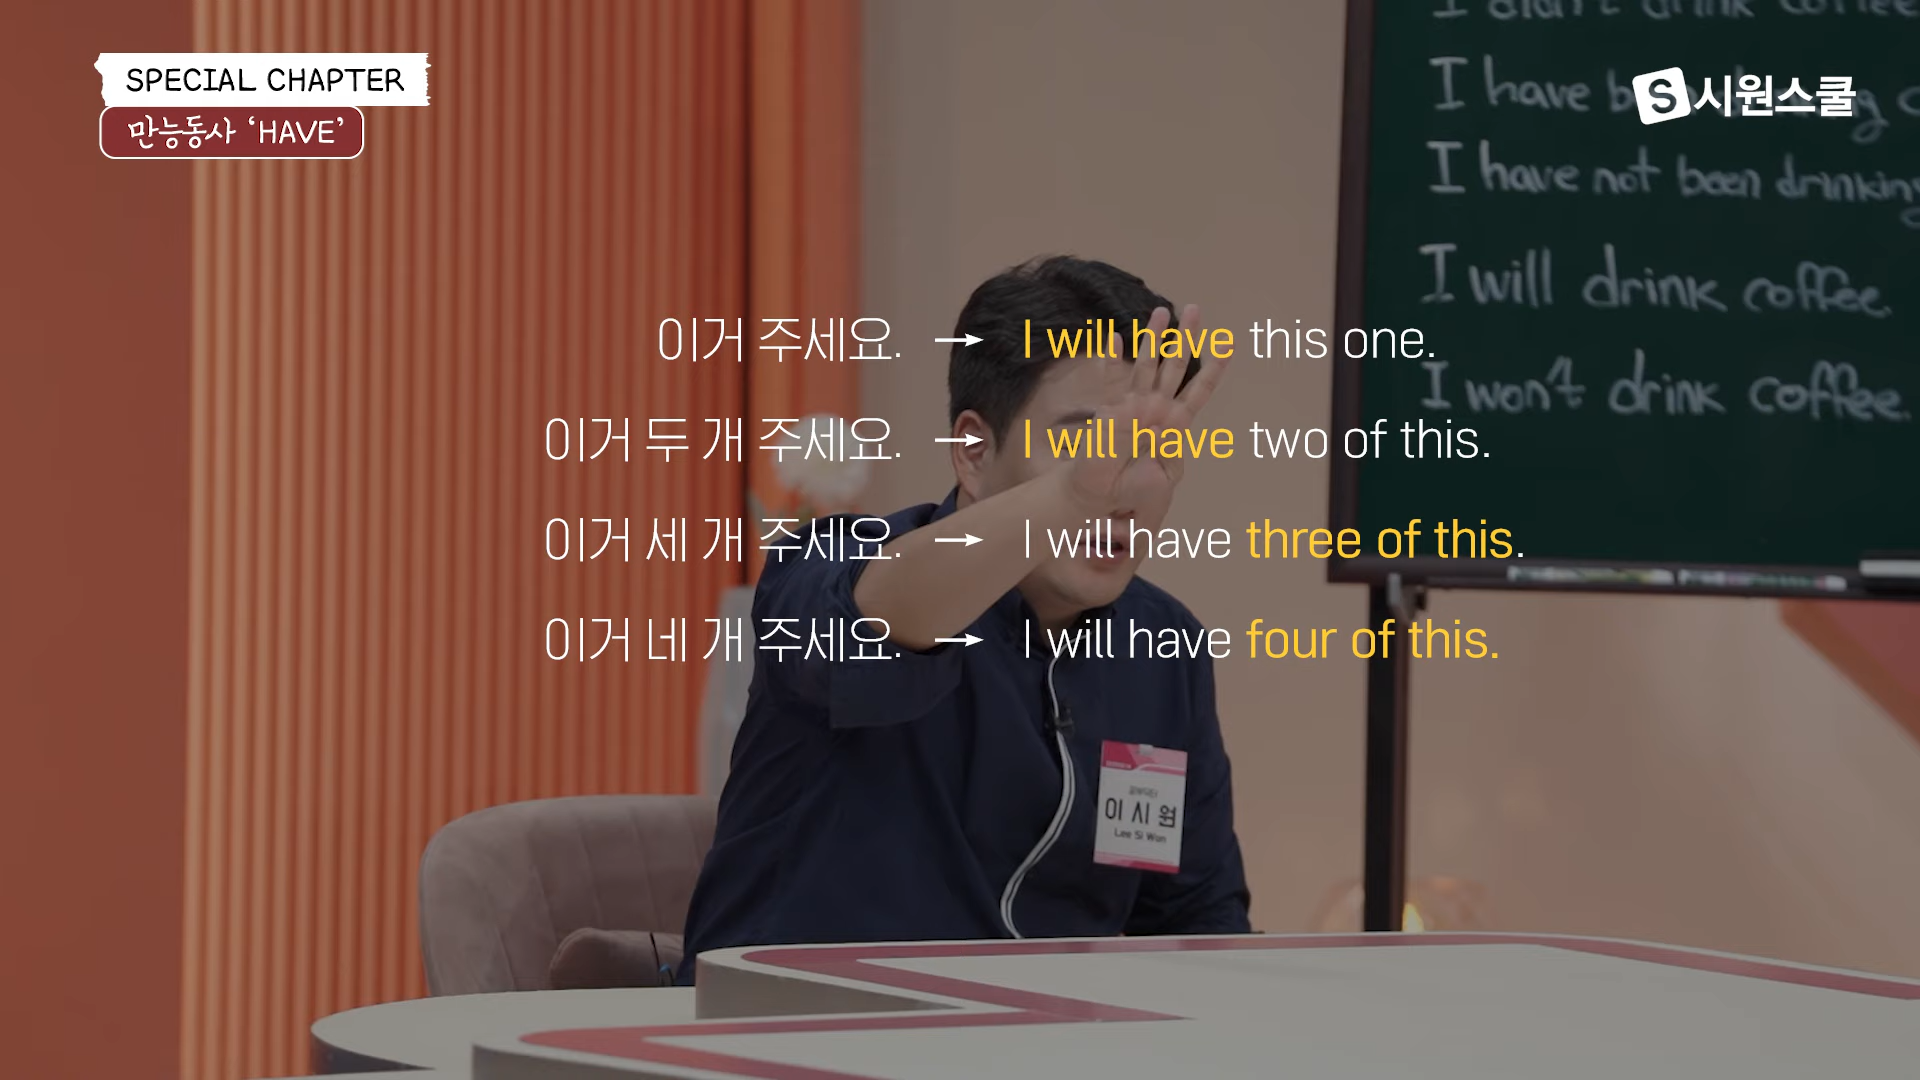 SPECIAL CHAPTER
만능동사 ‘HAVE’
S 시원스쿨
I didn't drink coffee
I have
I have not been drinking
I will drink coffee.
I won't drink coffee.
이거 주세요. → I will have this one.
이거 두 개 주세요. → I will have two of this.
이거 세 개 주세요. → I will have three of this.
이거 네 개 주세요. → I will have four of this.
이시원
Lee Si Won